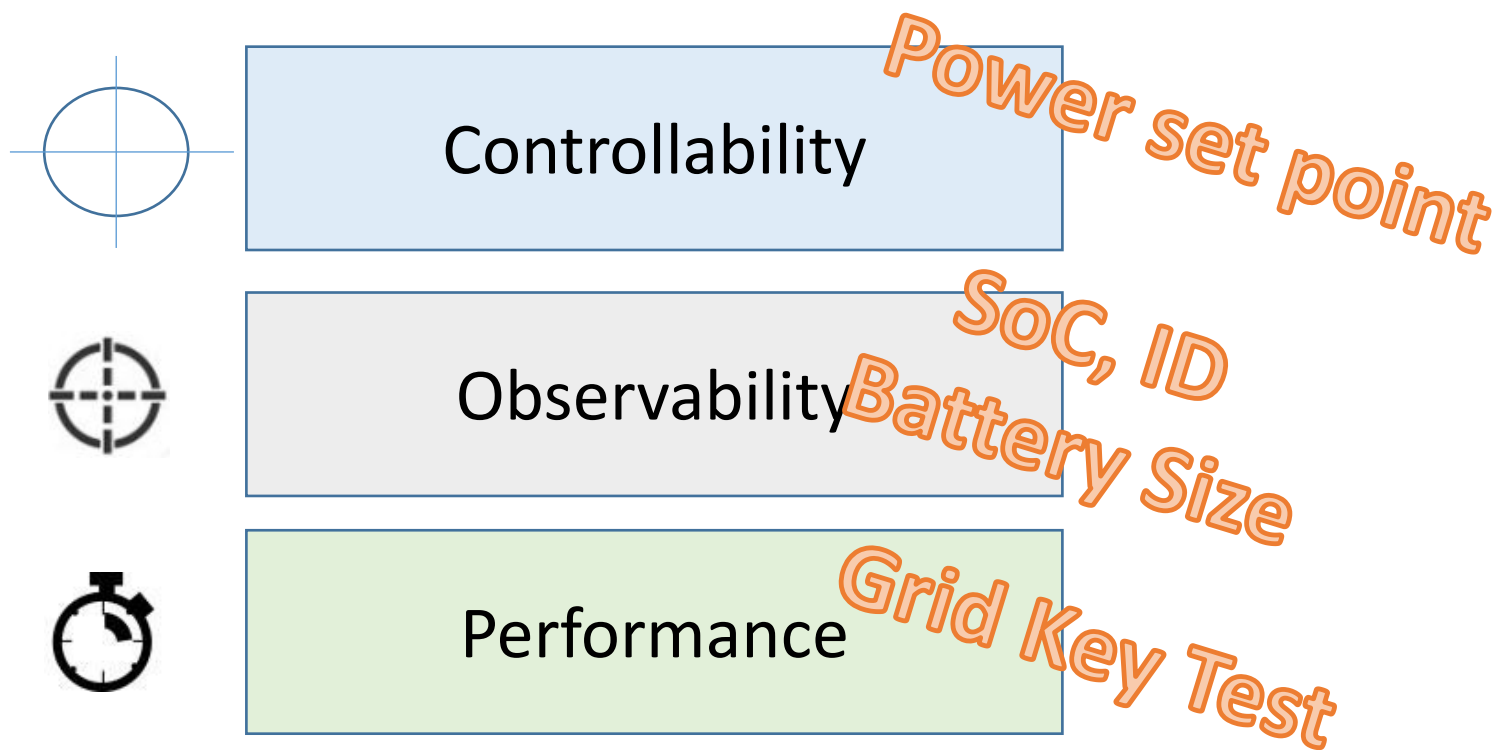 Controllability
Power set point
Observability
SoC, ID
Battery Size
Performance
Grid Key Test